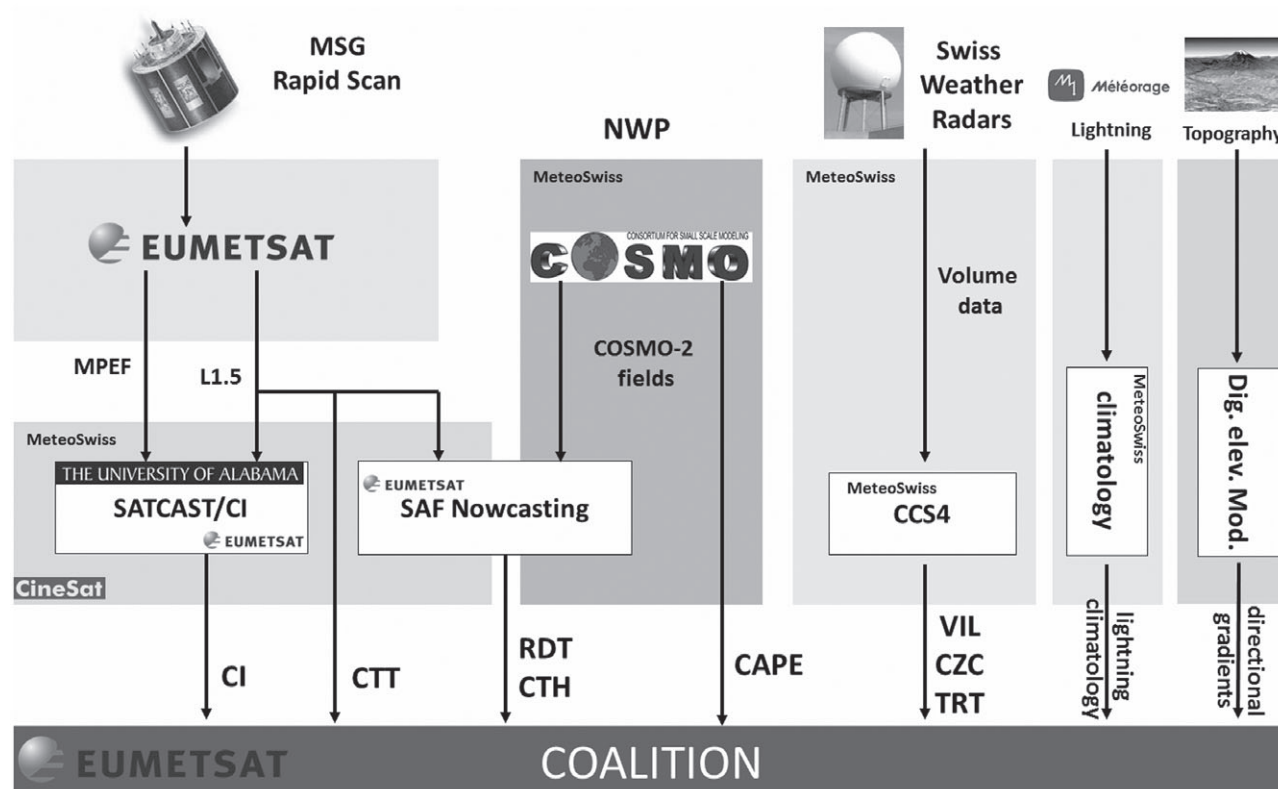 MSG
Rapid Scan
NWP
Swiss
Weather
Radars
Météorage
Lightning
Topography
EUMETSAT
MeteoSwiss
CONSORTIUM FOR SMALL SCALE MODELING
COSMO
MeteoSwiss
Volume
data
MPEF
L1.5
COSMO-2
fields
MeteoSwiss
THE UNIVERSITY OF ALABAMA
SATCAST/CI
EUMETSAT
EUMETSAT
SAF Nowcasting
MeteoSwiss
CCS4
MeteoSwiss
climatology
Dig. elev. Mod.
CineSat
CI
CTT
RDT
CTH
CAPE
VIL
CZC
TRT
lightning
climatology
directional
gradients
EUMETSAT
COALITION